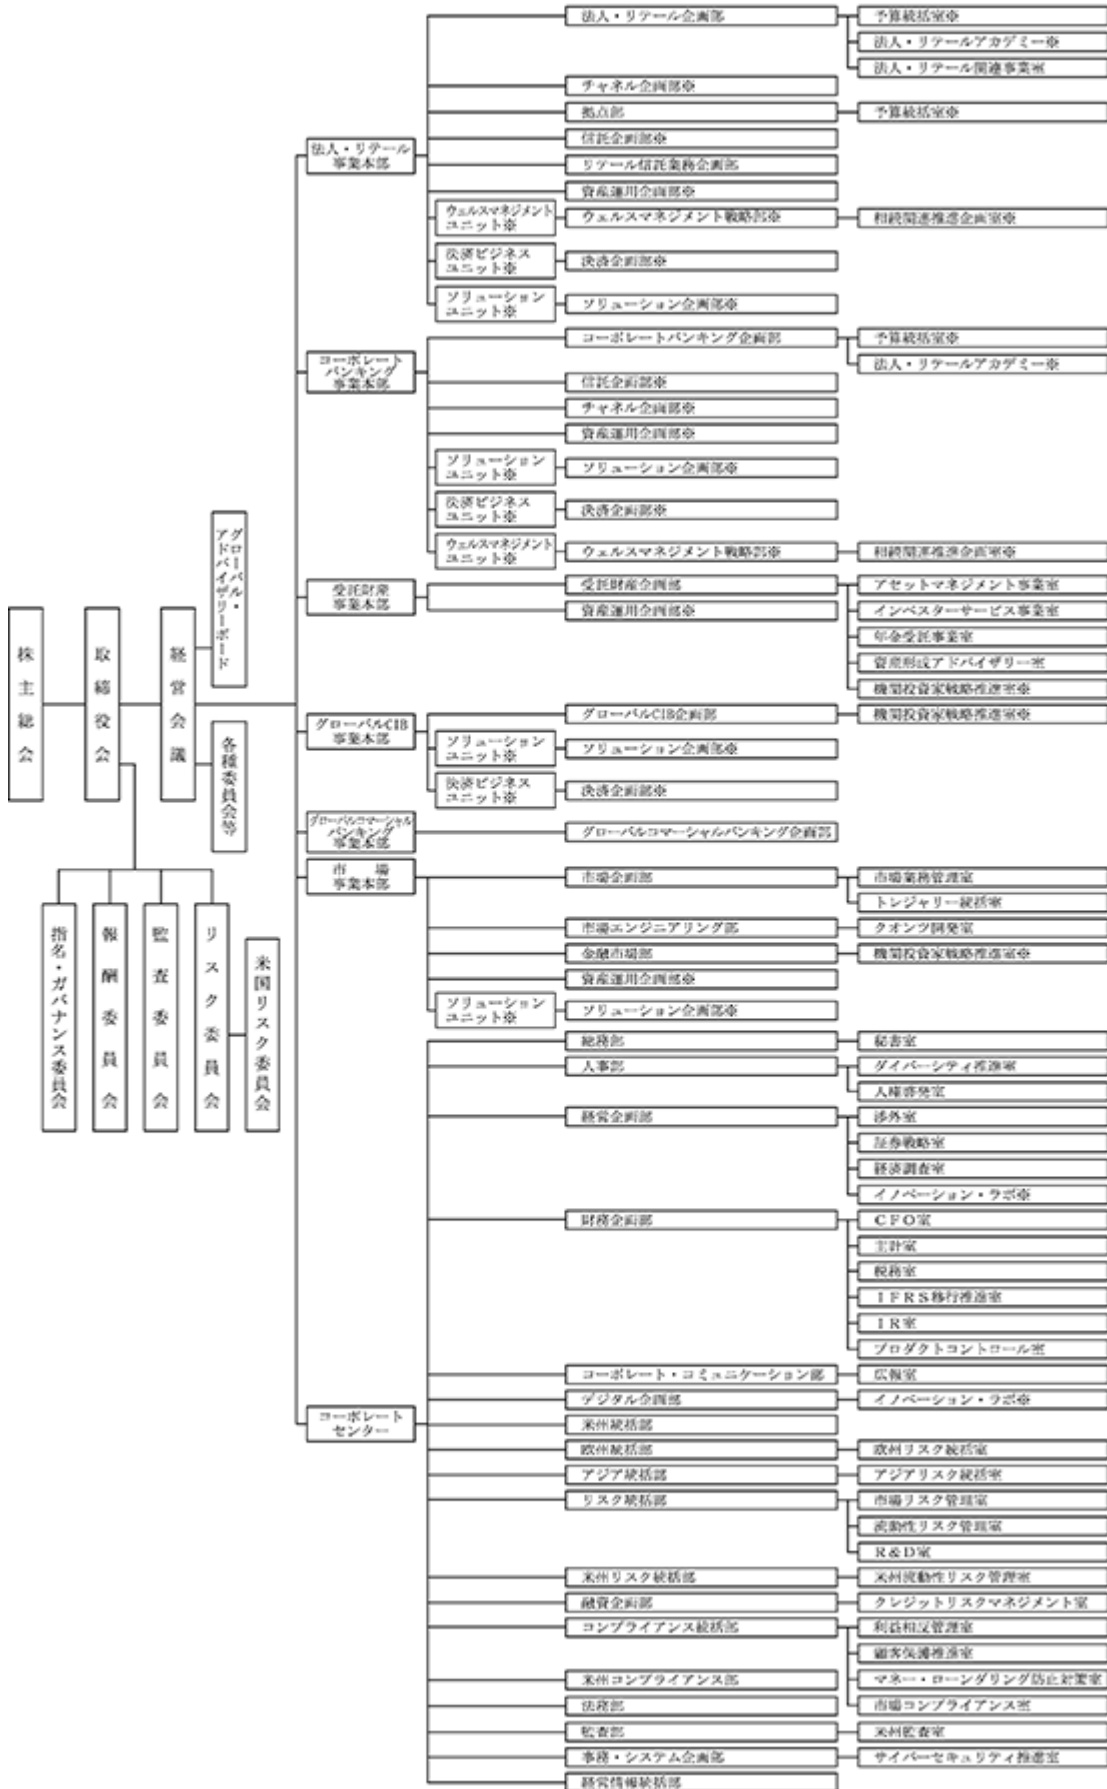 株主総会
取締役会
経営会議
グローバル・
アドバイザリーボード
各種委員会等
指名・ガバナンス委員会
報酬委員会
監査委員会
リスク委員会
米国リスク委員会
法人・リテール
事業本部
法人・リテール企画部
予算統括室※
法人・リテールアカデミー※
法人・リテール関連事業室
チャネル企画部※
拠点部
予算統括室※
信託企画部※
リテール信託業務企画部
資産運用企画部※
ウェルスマネジメント
ユニット※
ウェルスマネジメント戦略部※
相続関連推進企画室※
決済ビジネス
ユニット※
決済企画部※
ソリューション
ユニット※
ソリューション企画部※
コーポレート
バンキング
事業本部
コーポレートバンキング企画部
予算統括室※
法人・リテールアカデミー※
信託企画部※
チャネル企画部※
資産運用企画部※
ソリューション
ユニット※
ソリューション企画部※
決済ビジネス
ユニット※
決済企画部※
ウェルスマネジメント
ユニット※
ウェルスマネジメント戦略部※
相続関連推進企画室※
受託財産
事業本部
受託財産企画部
アセットマネジメント事業室
資産運用企画部※
インベスターサービス事業室
年金受託事業室
資産形成アドバイザリー室
機関投資家戦略推進室※
グローバルCIB
事業本部
グローバルCIB企画部
機関投資家戦略推進室※
ソリューション
ユニット※
ソリューション企画部※
決済ビジネス
ユニット※
決済企画部※
グローバルコマーシャル
バンキング
事業本部
グローバルコマーシャルバンキング企画部
市場
事業本部
市場企画部
市場業務管理室
トレジャリー統括室
市場エンジニアリング部
クオンツ開発室
金融市場部
機関投資家戦略推進室※
資産運用企画部※
ソリューション
ユニット※
ソリューション企画部※
コーポレート
センター
総務部
秘書室
人事部
ダイバーシティ推進室
人権啓発室
経営企画部
渉外室
証券戦略室
経済調査室
イノベーション・ラボ※
財務企画部
CFO室
主計室
税務室
IFRS移行推進室
IR室
プロダクトコントロール室
コーポレート・コミュニケーション部
広報室
デジタル企画部
イノベーション・ラボ※
米州統括部
欧州統括部
欧州リスク統括室
アジア統括部
アジアリスク統括室
リスク統括部
市場リスク管理室
流動性リスク管理室
R&D室
米州リスク統括部
米州流動性リスク管理室
融資企画部
クレジットリスクマネジメント室
コンプライアンス統括部
利益相反管理室
顧客保護推進室
マネー・ローンダリング防止対策室
米州コンプライアンス部
市場コンプライアンス室
法務部
監査部
米州監査室
事務・システム企画部
サイバーセキュリティ推進室
経営情報統括部